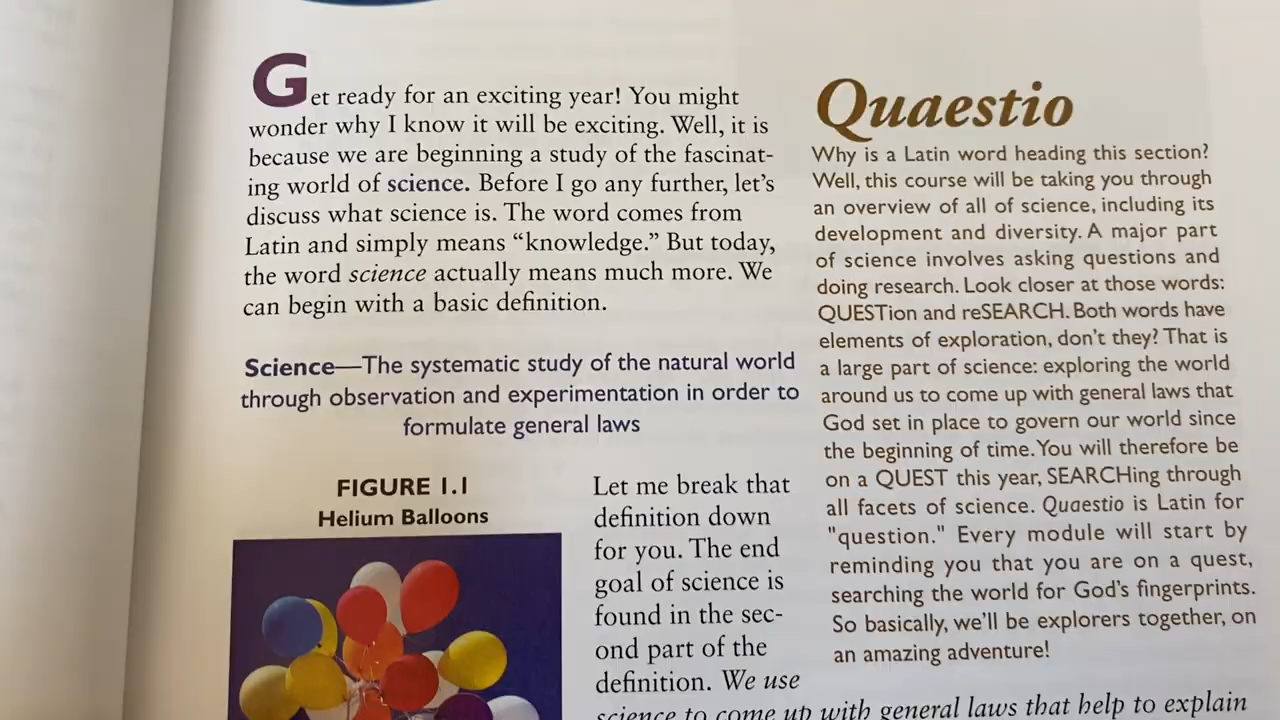 Get ready for an exciting year! You might
wonder why I know it will be exciting. Well, it is
because we are beginning a study of the fascinat-
ing world of science. Before I go any further, let's
discuss what science is. The word comes from
Latin and simply means “knowledge.” But today,
the word science actually means much more. We
can begin with a basic definition.
Science—The systematic study of the natural world
through observation and experimentation in order to
formulate general laws
FIGURE 1.1
Helium Balloons
Let me break that
definition down
for you. The end
goal of science is
found in the sec-
ond part of the
definition. We use
science to come up with general laws that help to explain
Quaestio
Why is a Latin word heading this section?
Well, this course will be taking you through
an overview of all of science, including its
development and diversity. A major part
of science involves asking questions and
doing research. Look closer at those words:
QUESTion and reSEARCH. Both words have
elements of exploration, don't they? That is
a large part of science: exploring the world
around us to come up with general laws that
God set in place to govern our world since
the beginning of time. You will therefore be
on a QUEST this year, SEARCHing through
all facets of science. Quaestio is Latin for
"question." Every module will start by
reminding you that you are on a quest,
searching the world for God's fingerprints.
So basically, we'll be explorers together, on
an amazing adventure!